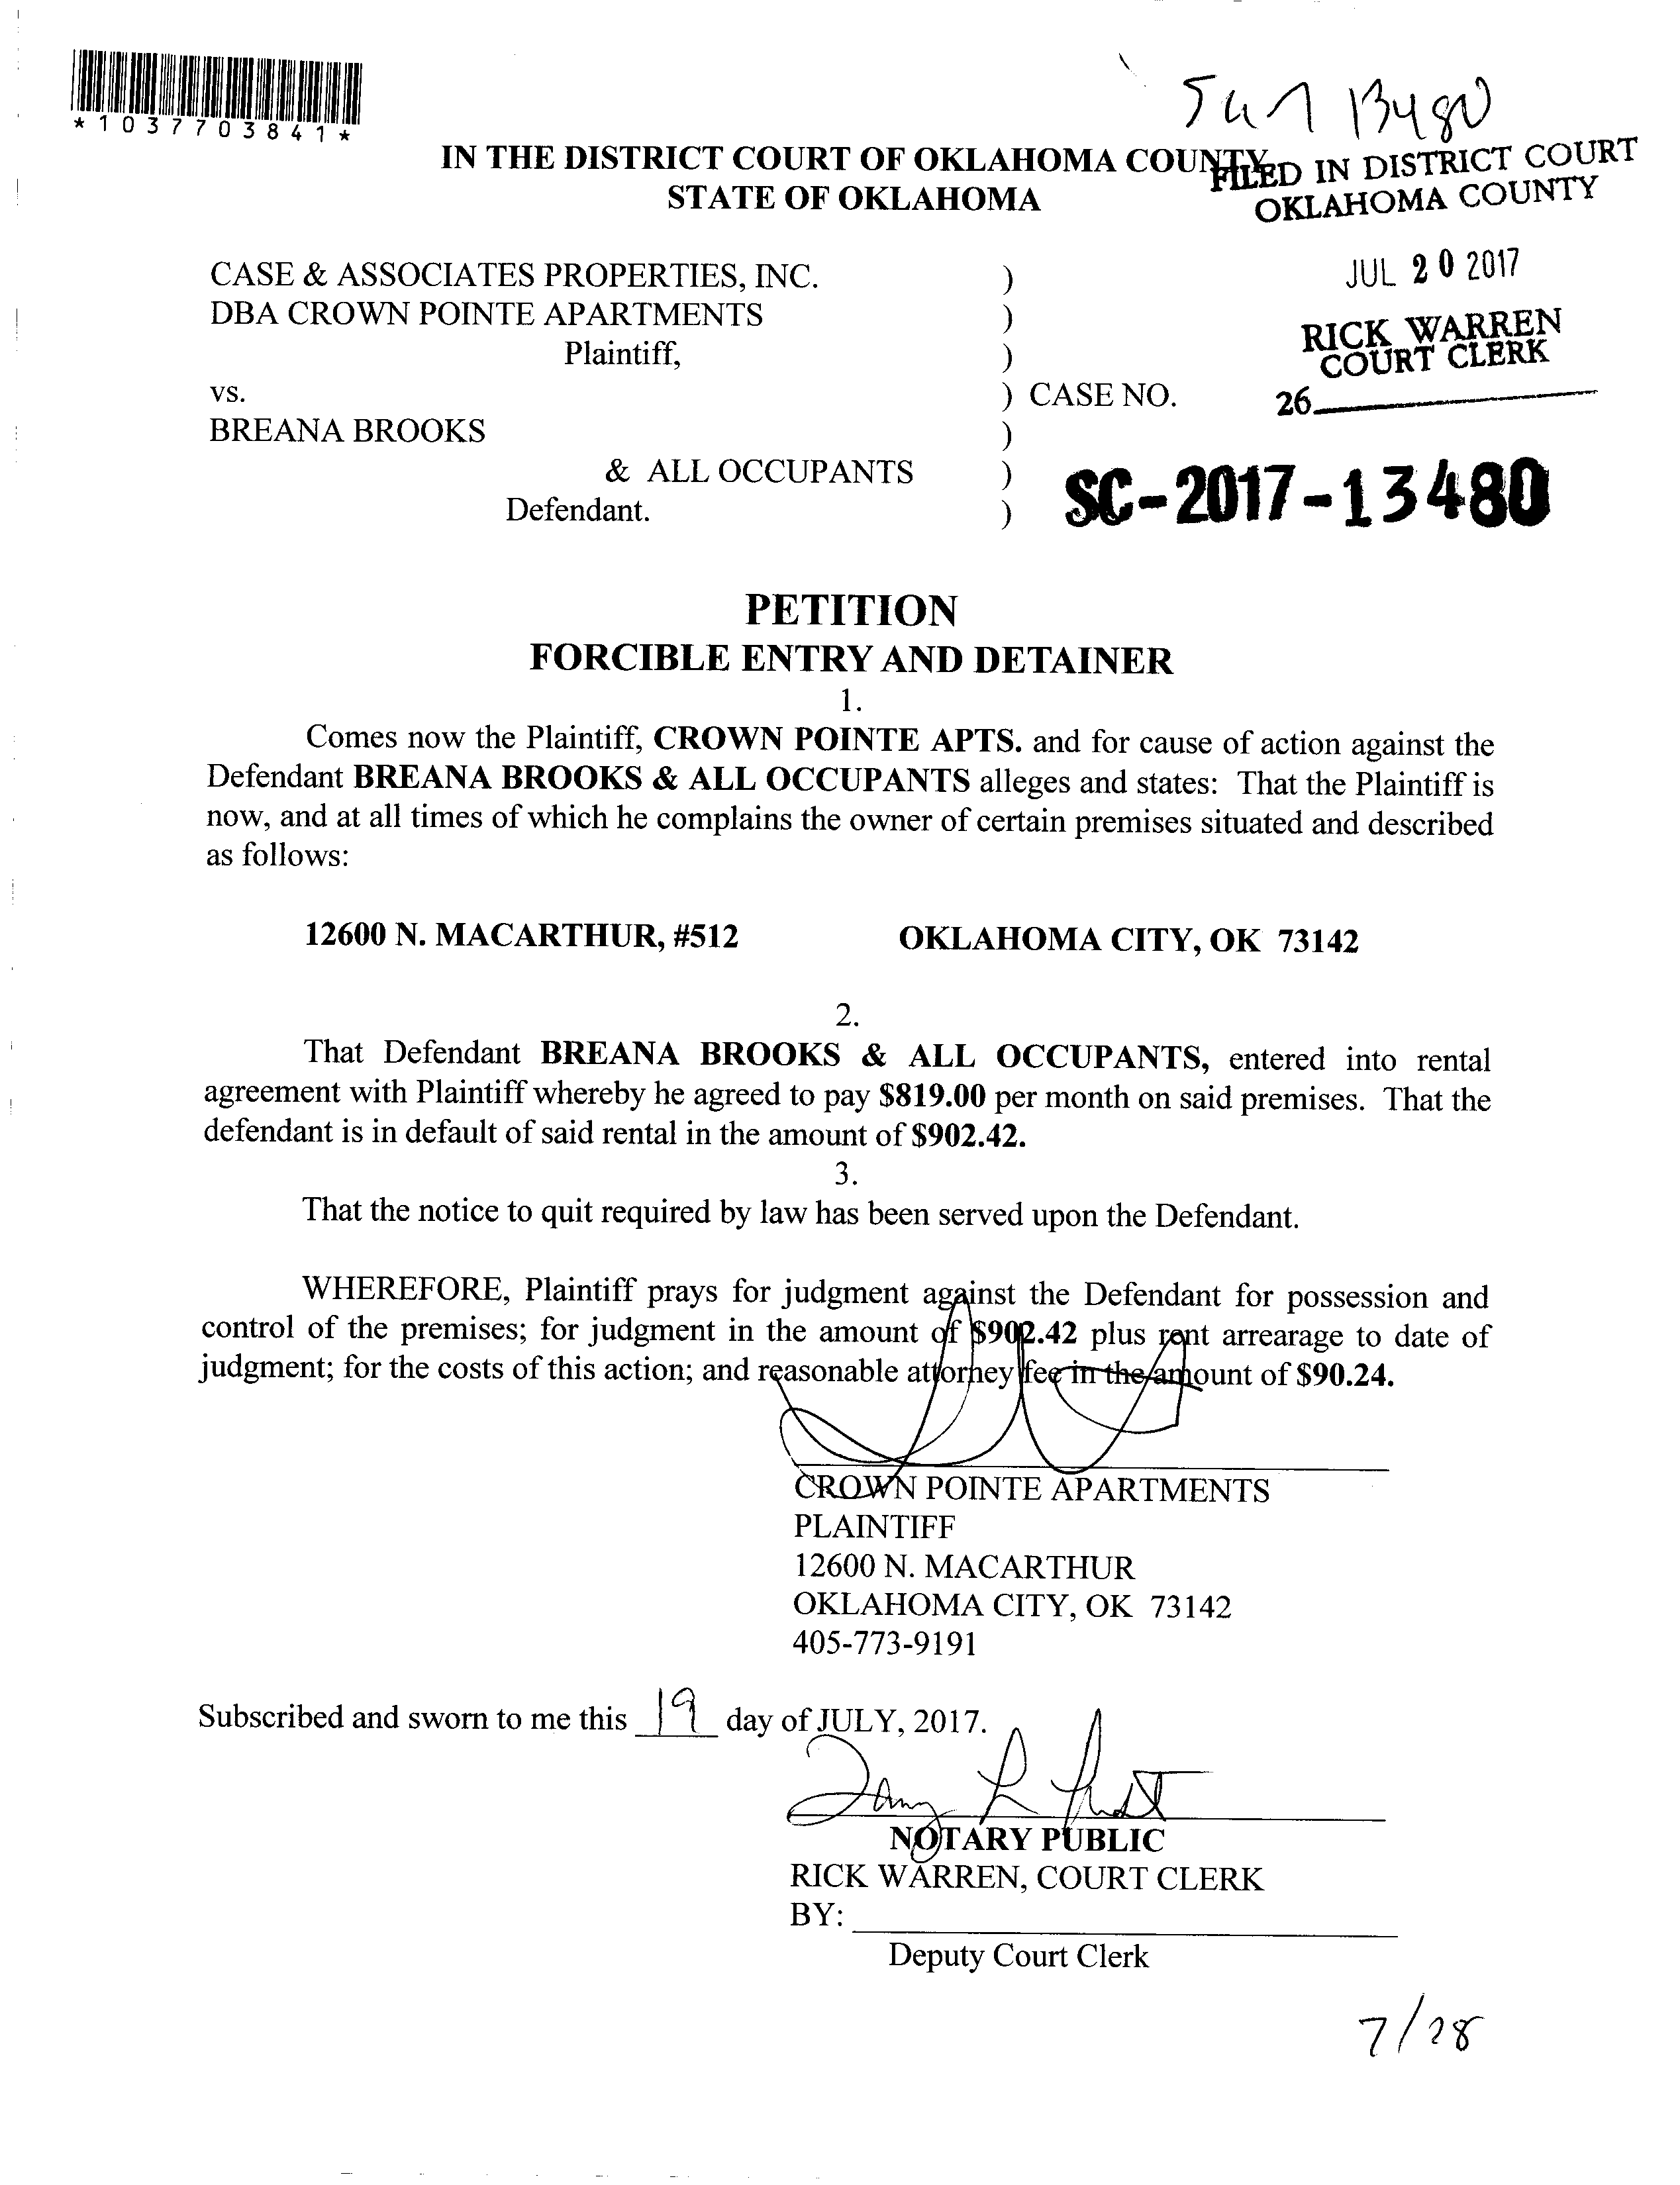 *1037703841*
IN THE DISTRICT COURT OF OKLAHOMA COUNTY
STATE OF OKLAHOMA
FILED IN DISTRICT COURT
OKLAHOMA COUNTY
JUL 20 2017
RICK WARREN
COURT CLERK
26
CASE & ASSOCIATES PROPERTIES, INC. )
DBA CROWN POINTE APARTMENTS )
Plaintiff, )
vs. ) CASE NO.
BREANA BROOKS )
& ALL OCCUPANTS )
Defendant. )
SC-2017-13480
PETITION
FORCIBLE ENTRY AND DETAINER
1.
Comes now the Plaintiff, CROWN POINTE APTS. and for cause of action against the
Defendant BREANA BROOKS & ALL OCCUPANTS alleges and states: That the Plaintiff is
now, and at all times of which he complains the owner of certain premises situated and described
as follows:
12600 N. MACARTHUR, #512 OKLAHOMA CITY, OK 73142
2.
That Defendant BREANA BROOKS & ALL OCCUPANTS, entered into rental
agreement with Plaintiff whereby he agreed to pay $819.00 per month on said premises. That the
defendant is in default of said rental in the amount of $902.42.
3.
That the notice to quit required by law has been served upon the Defendant.
WHEREFORE, Plaintiff prays for judgment against the Defendant for possession and
control of the premises; for judgment in the amount of $902.42 plus rent arrearage to date of
judgment; for the costs of this action; and reasonable attorney fee in the amount of $90.24.
CROWN POINTE APARTMENTS
PLAINTIFF
12600 N. MACARTHUR
OKLAHOMA CITY, OK 73142
405-773-9191
Subscribed and sworn to me this 19 day of JULY, 2017.
NOTARY PUBLIC
RICK WARREN, COURT CLERK
BY:
Deputy Court Clerk
7/28